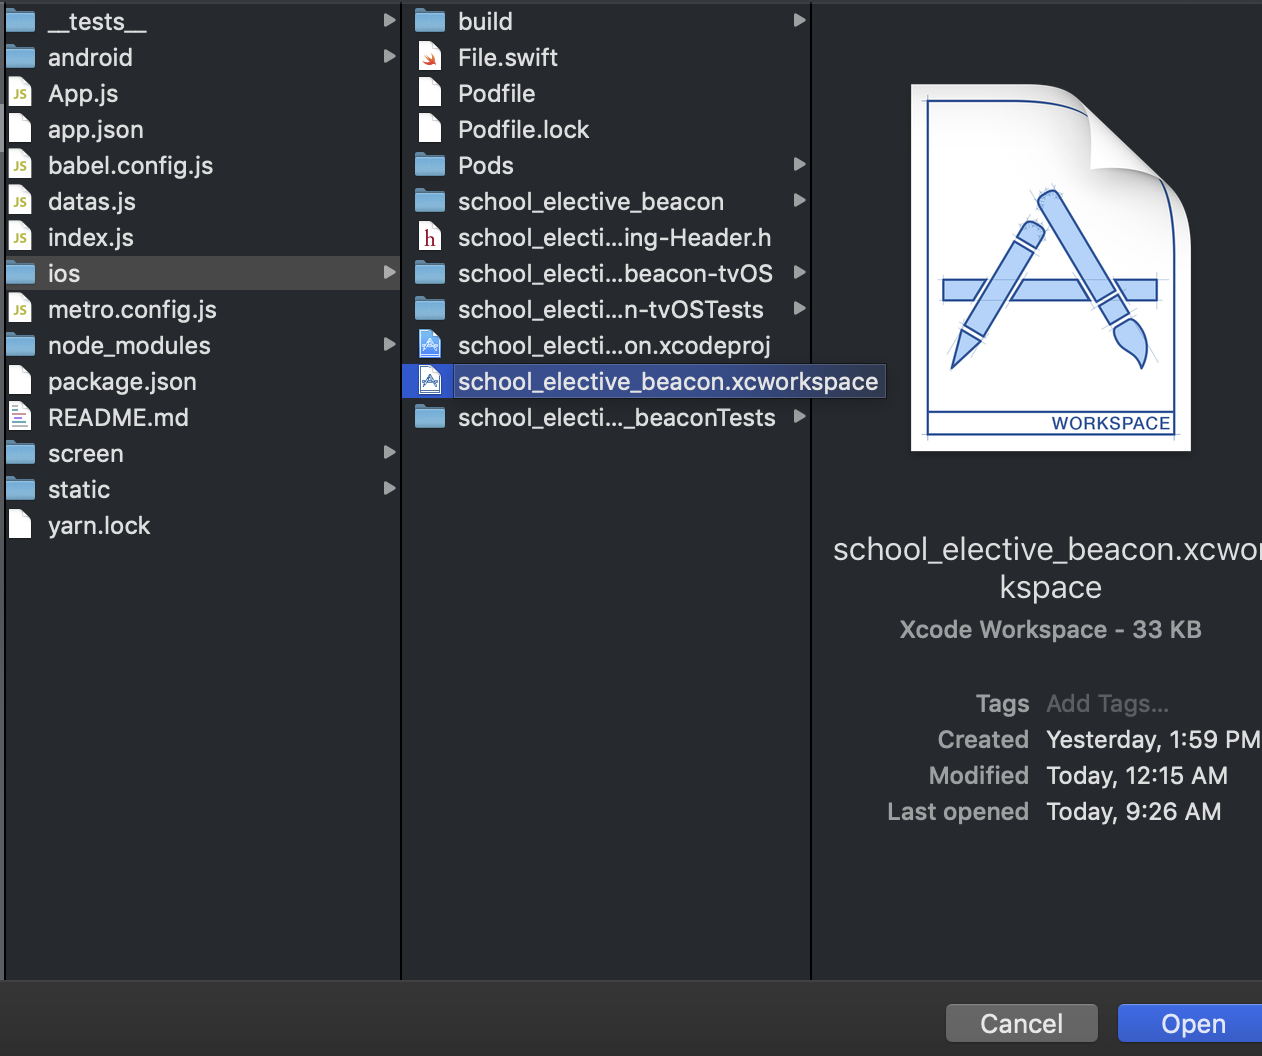 __tests__
android
App.js
app.json
babel.config.js
datas.js
index.js
ios
metro.config.js
node_modules
package.json
README.md
screen
static
yarn.lock
build
File.swift
Podfile
Podfile.lock
Pods
school_elective_beacon
school_electi...ing-Header.h
school_electi...beacon-tvOS
school_electi...n-tvOSTests
school_electi...on.xcodeproj
school_elective_beacon.xcworkspace
school_electi..._beaconTests
JS
JS
JS
JS
JS
h
WORKSPACE
school_elective_beacon.xcwor
kspace
Xcode Workspace - 33 KB
Tags Add Tags...
Created Yesterday, 1:59 PM
Modified Today, 12:15 AM
Last opened Today, 9:26 AM
Cancel
Open